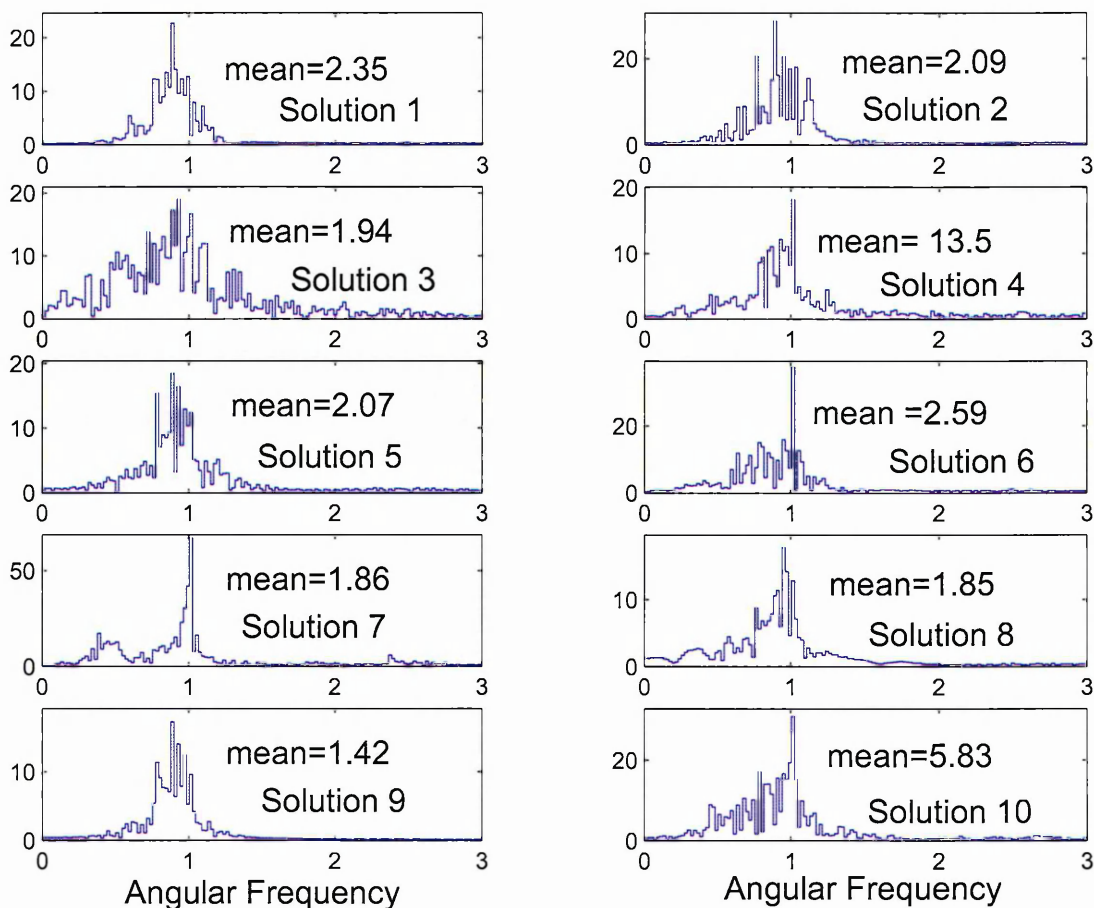 20
10
0
mean=2.35
Solution 1
0 1 2 3
20
0
mean=2.09
Solution 2
0 1 2 3
20
10
0
mean=1.94
Solution 3
0 1 2 3
20
10
0
mean= 13.5
Solution 4
0 1 2 3
20
10
0
mean=2.07
Solution 5
0 1 2 3
20
0
mean =2.59
Solution 6
0 1 2 3
50
0
mean=1.86
Solution 7
0 1 2 3
10
0
mean=1.85
Solution 8
0 1 2 3
10
0
mean=1.42
Solution 9
0 1 2 3
Angular Frequency
20
0
mean=5.83
Solution 10
0 1 2 3
Angular Frequency